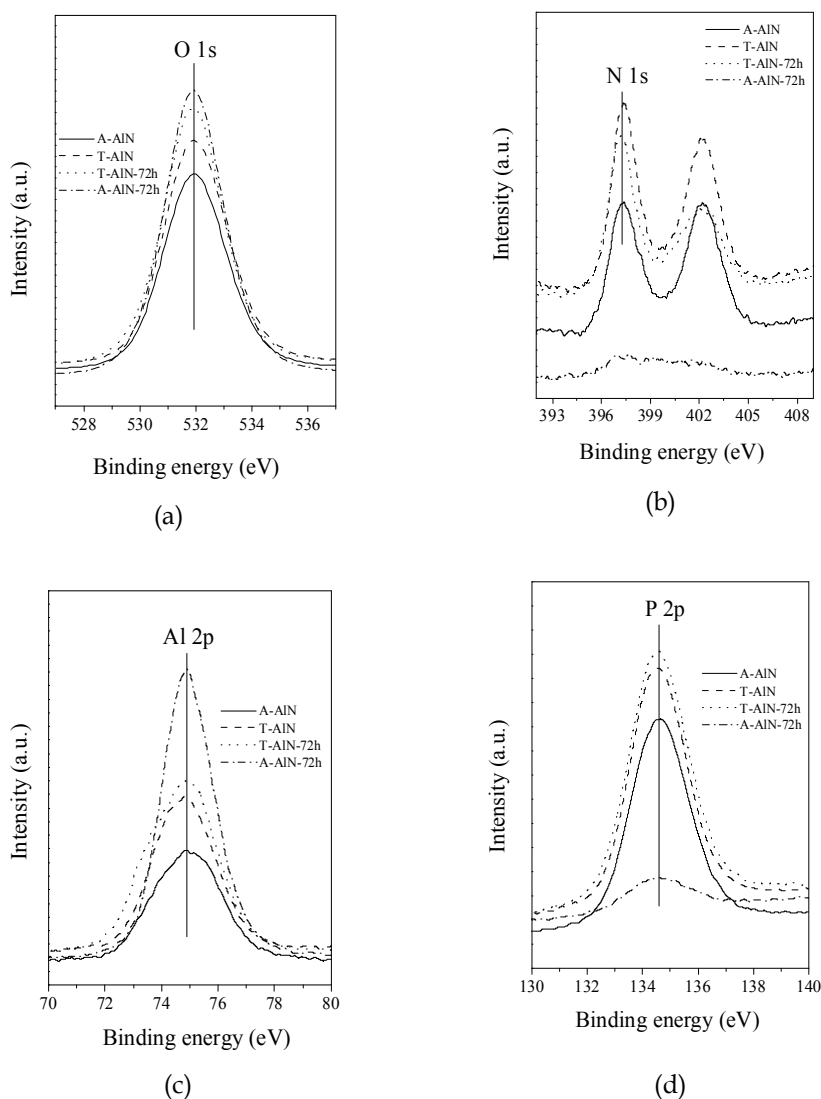 O 1s
A-AlN
T-AlN
T-AlN-72h
A-AlN-72h
Intensity (a.u.)
528 530 532 534 536
Binding energy (eV)
(a)
N 1s
A-AlN
T-AlN
T-AlN-72h
A-AlN-72h
Intensity (a.u.)
393 396 399 402 405 408
Binding energy (eV)
(b)
Al 2p
A-AlN
T-AlN
T-AlN-72h
A-AlN-72h
Intensity (a.u.)
70 72 74 76 78 80
Binding energy (eV)
(c)
P 2p
A-AlN
T-AlN
T-AlN-72h
A-AlN-72h
Intensity (a.u.)
130 132 134 136 138 140
Binding energy (eV)
(d)